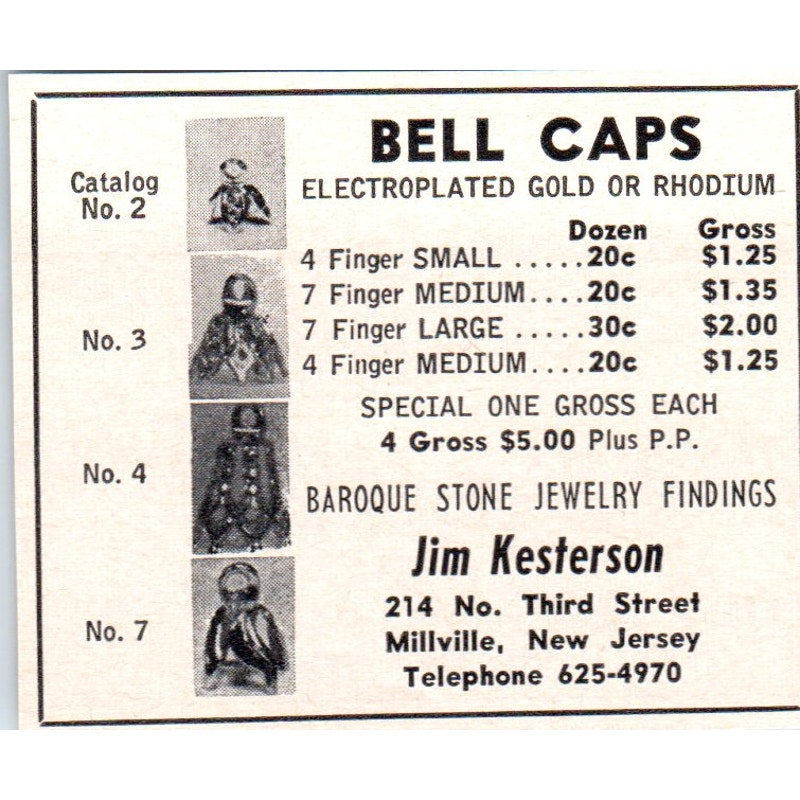 BELL CAPS
ELECTROPLATED GOLD OR RHODIUM
Dozen Gross
4 Finger SMALL .....20c $1.25
7 Finger MEDIUM....20c $1.35
7 Finger LARGE .....30c $2.00
4 Finger MEDIUM....20c $1.25
SPECIAL ONE GROSS EACH
4 Gross $5.00 Plus P.P.
BAROQUE STONE JEWELRY FINDINGS
Jim Kesterson
214 No. Third Street
Millville, New Jersey
Telephone 625-4970
Catalog
No. 2
No. 3
No. 4
No. 7